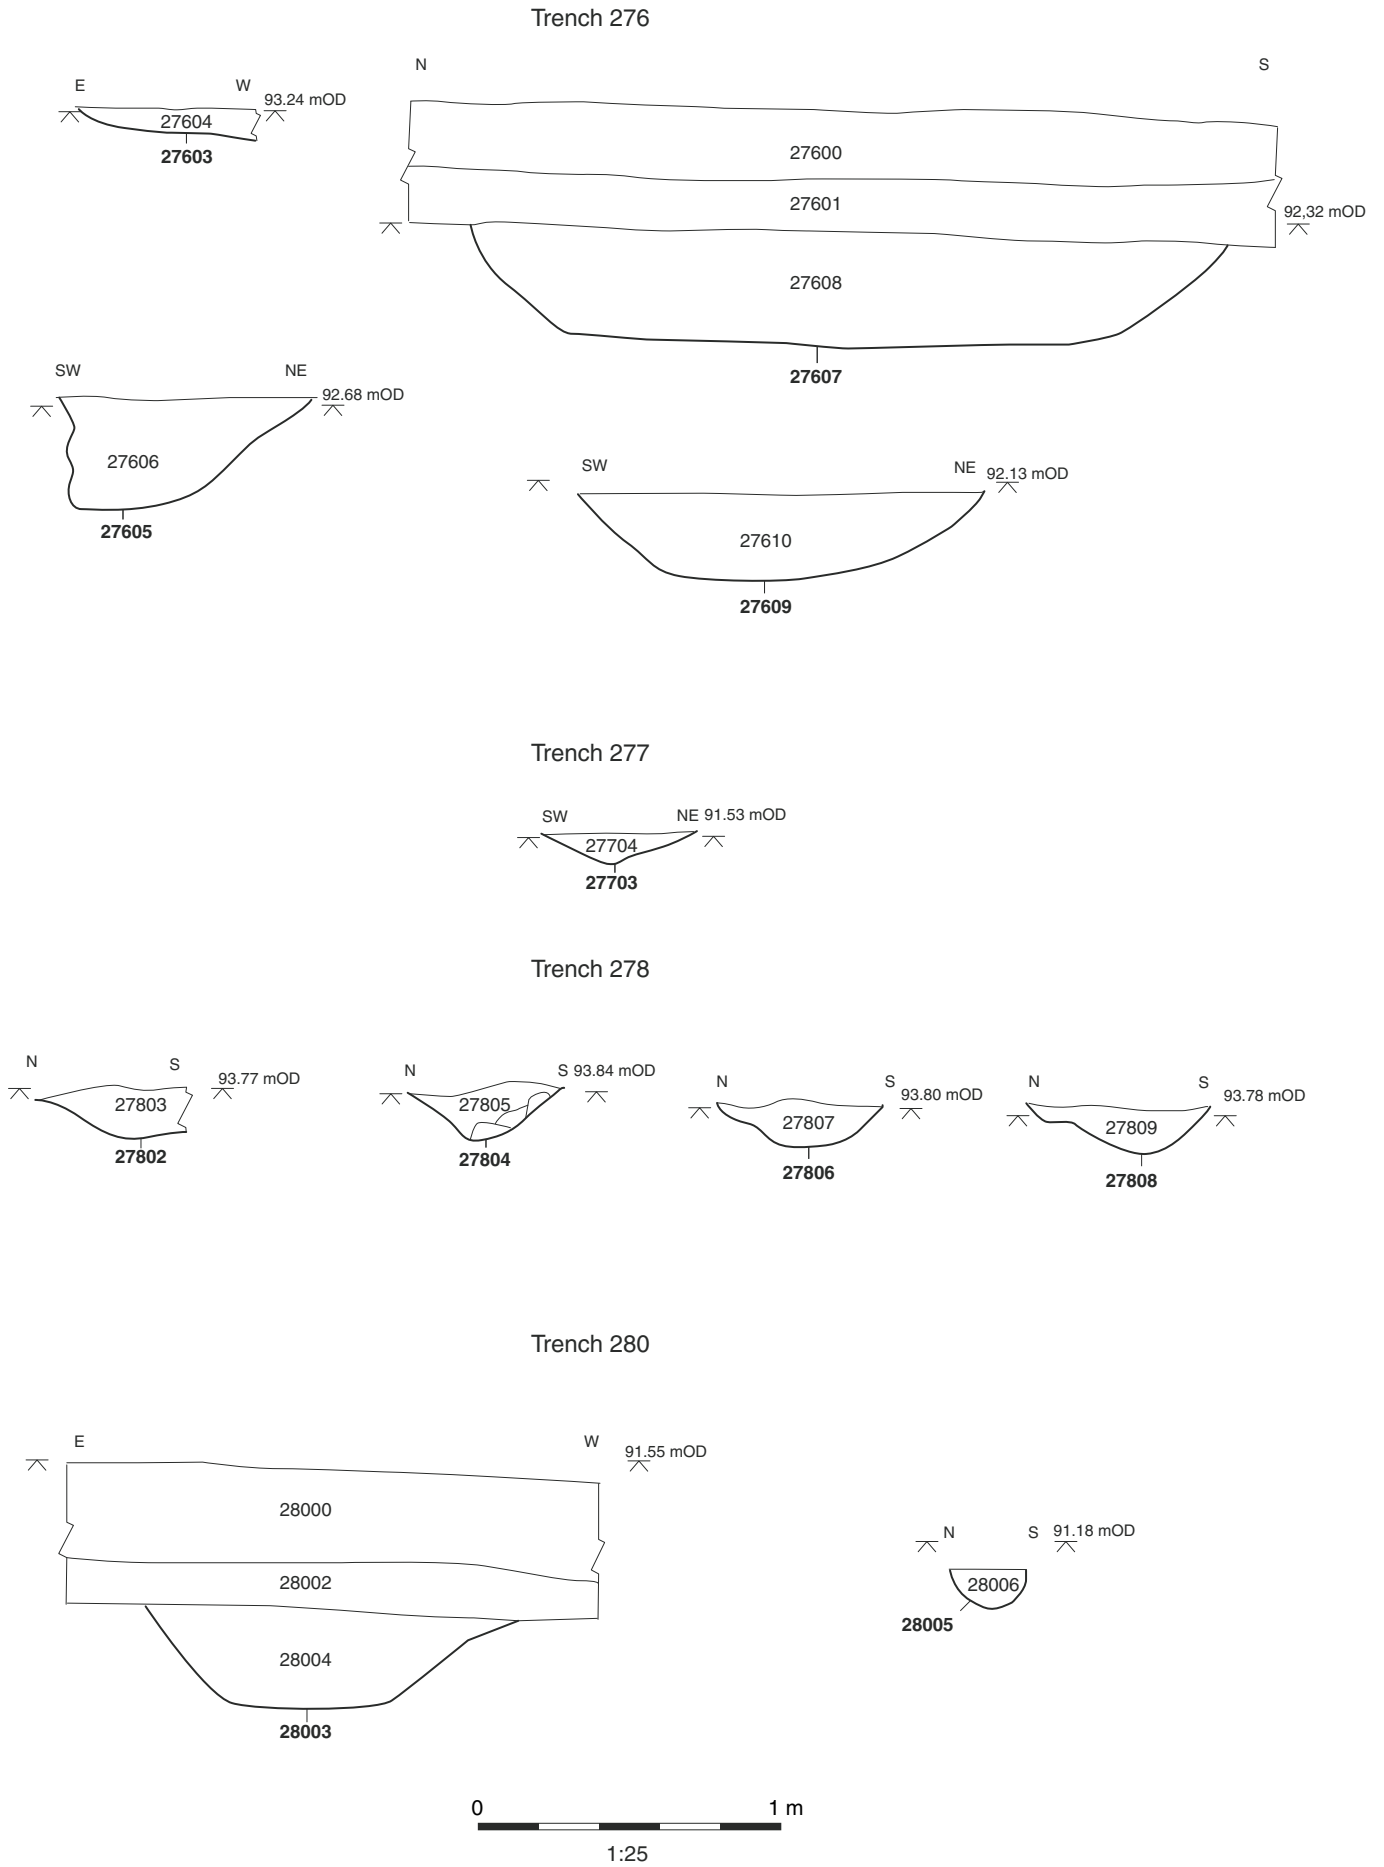 Trench 276
E W 93.24 mOD
27604
27603
N S
27600
27601
92,32 mOD
27608
27607
SW NE
92.68 mOD
27606
27605
SW NE 92.13 mOD
27610
27609
Trench 277
SW NE 91.53 mOD
27704
27703
Trench 278
N S 93.77 mOD
27803
27802
N S 93.84 mOD
27805
27804
N S 93.80 mOD
27807
27806
N S 93.78 mOD
27809
27808
Trench 280
E W 91.55 mOD
28000
28002
28004
28003
N S 91.18 mOD
28006
28005
0 1 m
1:25